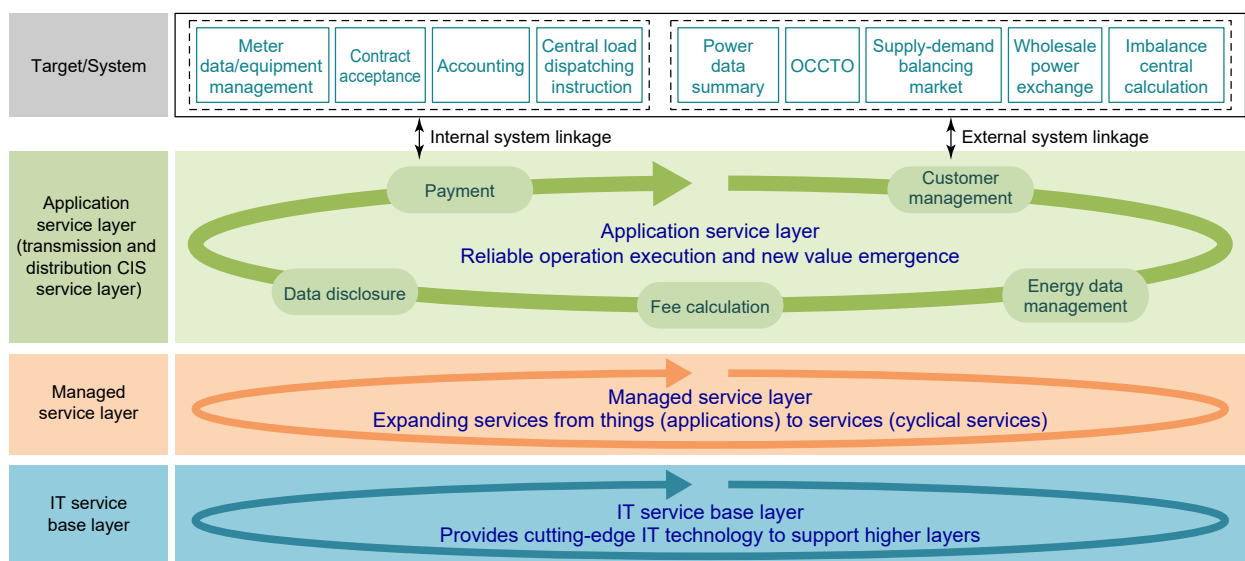 Target/System
Meter
data/equipment
management
Contract
acceptance
Accounting
Central load
dispatching
instruction
Power
data
summary
OCCTO
Supply-demand
balancing
market
Wholesale
power
exchange
Imbalance
central
calculation
Internal system linkage
External system linkage
Application
service layer
(transmission and
distribution CIS
service layer)
Payment
Customer
management
Application service layer
Reliable operation execution and new value emergence
Data disclosure
Fee calculation
Energy data
management
Managed
service layer
Managed service layer
Expanding services from things (applications) to services (cyclical services)
IT service
base layer
IT service base layer
Provides cutting-edge IT technology to support higher layers